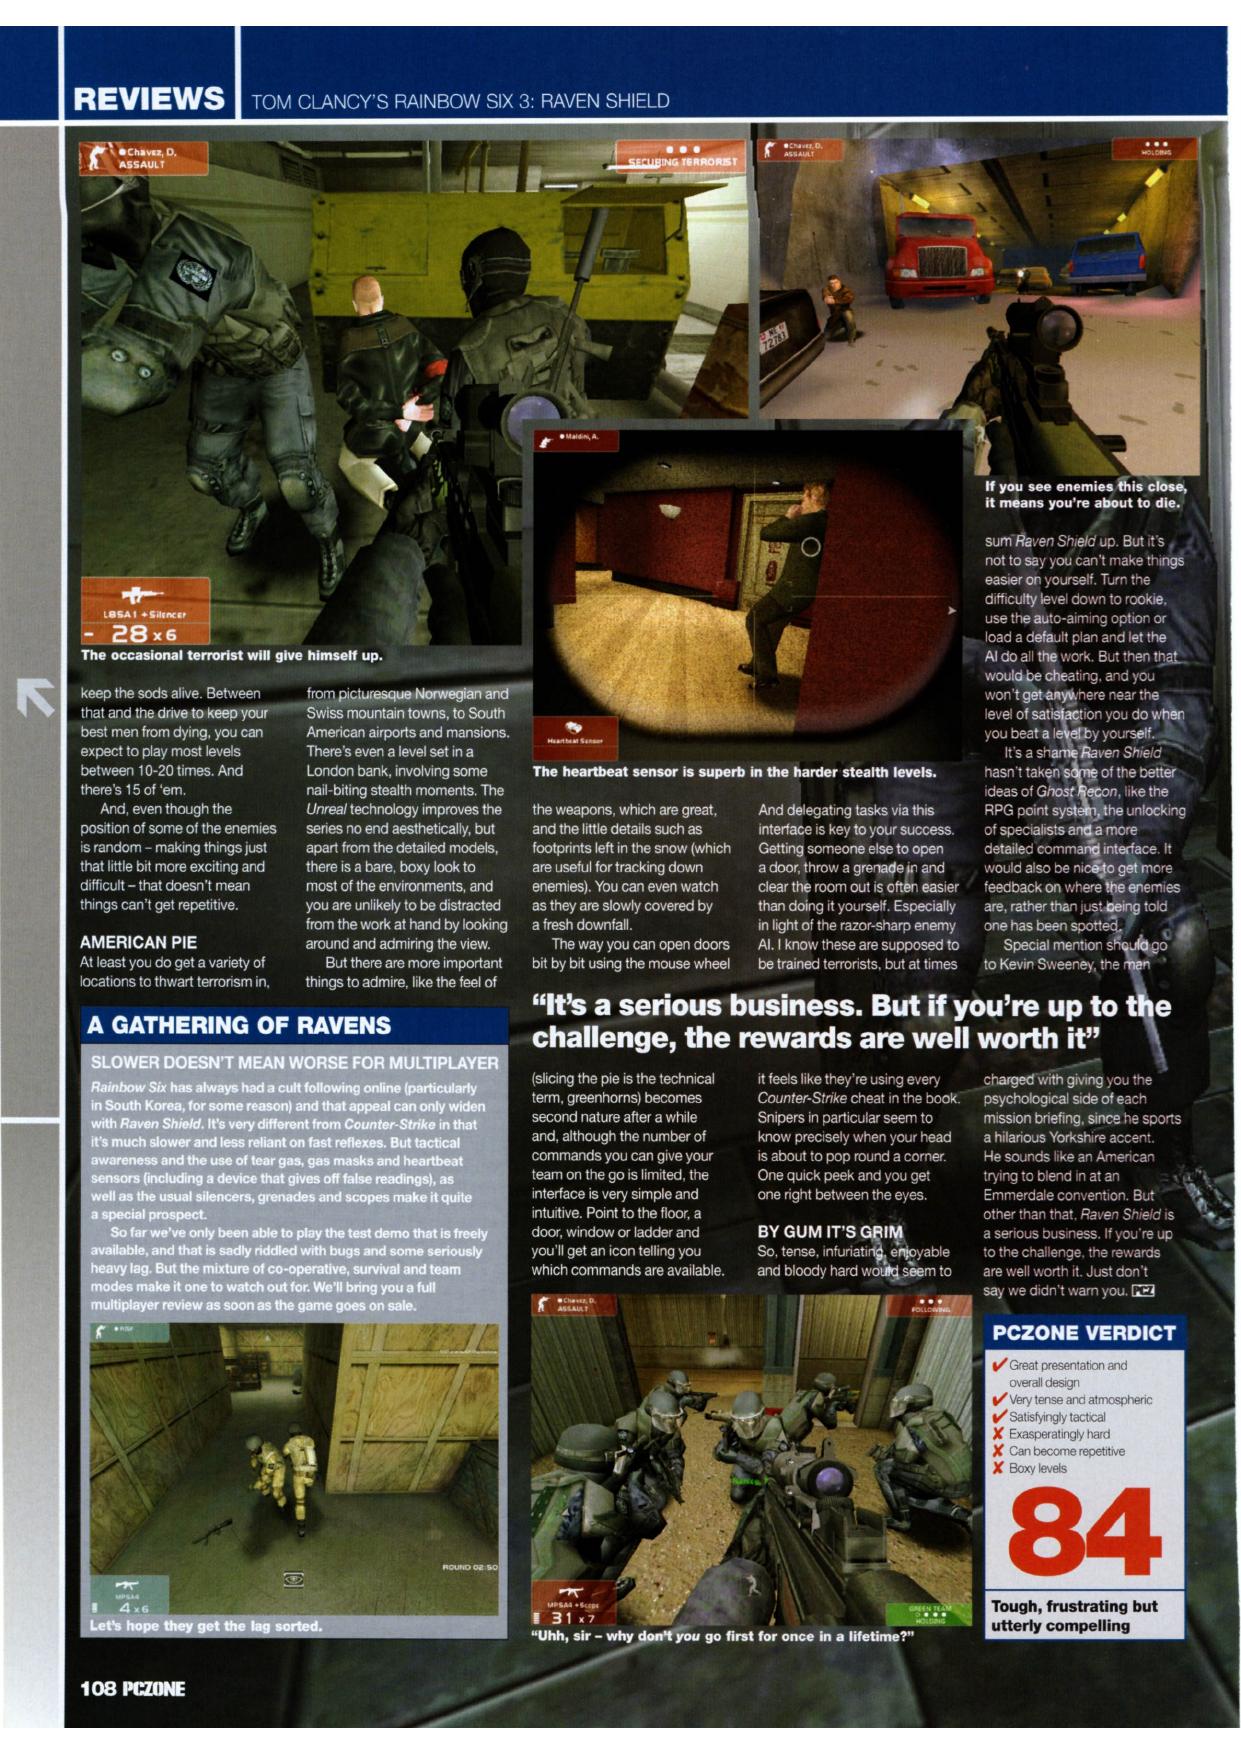 REVIEWS
TOM CLANCY'S RAINBOW SIX 3: RAVEN SHIELD
Chavez, D.
ASSAULT
SECURING TERRORIST
L85A1 + Silencer
28 x 6
The occasional terrorist will give himself up.
Chavez, D.
ASSAULT
HOLDING
If you see enemies this close,
it means you're about to die.
Maldini, A.
Heartbeat Sensor
The heartbeat sensor is superb in the harder stealth levels.
keep the sods alive. Between
that and the drive to keep your
best men from dying, you can
expect to play most levels
between 10-20 times. And
there's 15 of 'em.
And, even though the
position of some of the enemies
is random – making things just
that little bit more exciting and
difficult – that doesn't mean
things can't get repetitive.
AMERICAN PIE
At least you do get a variety of
locations to thwart terrorism in,
from picturesque Norwegian and
Swiss mountain towns, to South
American airports and mansions.
There's even a level set in a
London bank, involving some
nail-biting stealth moments. The
Unreal technology improves the
series no end aesthetically, but
apart from the detailed models,
there is a bare, boxy look to
most of the environments, and
you are unlikely to be distracted
from the work at hand by looking
around and admiring the view.
But there are more important
things to admire, like the feel of
the weapons, which are great,
and the little details such as
footprints left in the snow (which
are useful for tracking down
enemies). You can even watch
as they are slowly covered by
a fresh downfall.
The way you can open doors
bit by bit using the mouse wheel
(slicing the pie is the technical
term, greenhorns) becomes
second nature after a while
and, although the number of
commands you can give your
team on the go is limited, the
interface is very simple and
intuitive. Point to the floor, a
door, window or ladder and
you'll get an icon telling you
which commands are available.
And delegating tasks via this
interface is key to your success.
Getting someone else to open
a door, throw a grenade in and
clear the room out is often easier
than doing it yourself. Especially
in light of the razor-sharp enemy
AI. I know these are supposed to
be trained terrorists, but at times
it feels like they're using every
Counter-Strike cheat in the book.
Snipers in particular seem to
know precisely when your head
is about to pop round a corner.
One quick peek and you get
one right between the eyes.
BY GUM IT'S GRIM
So, tense, infuriating, enjoyable
and bloody hard would seem to
sum Raven Shield up. But it's
not to say you can't make things
easier on yourself. Turn the
difficulty level down to rookie,
use the auto-aiming option or
load a default plan and let the
AI do all the work. But then that
would be cheating, and you
won't get anywhere near the
level of satisfaction you do when
you beat a level by yourself.
It's a shame Raven Shield
hasn't taken some of the better
ideas of Ghost Recon, like the
RPG point system, the unlocking
of specialists and a more
detailed command interface. It
would also be nice to get more
feedback on where the enemies
are, rather than just being told
one has been spotted.
Special mention should go
to Kevin Sweeney, the man
charged with giving you the
psychological side of each
mission briefing, since he sports
a hilarious Yorkshire accent.
He sounds like an American
trying to blend in at an
Emmerdale convention. But
other than that, Raven Shield is
a serious business. If you're up
to the challenge, the rewards
are well worth it. Just don't
say we didn't warn you. PCZ
"It's a serious business. But if you're up to the
challenge, the rewards are well worth it"
A GATHERING OF RAVENS
SLOWER DOESN'T MEAN WORSE FOR MULTIPLAYER
Rainbow Six has always had a cult following online (particularly
in South Korea, for some reason) and that appeal can only widen
with Raven Shield. It's very different from Counter-Strike in that
it's much slower and less reliant on fast reflexes. But tactical
awareness and the use of tear gas, gas masks and heartbeat
sensors (including a device that gives off false readings), as
well as the usual silencers, grenades and scopes make it quite
a special prospect.
So far we've only been able to play the test demo that is freely
available, and that is sadly riddled with bugs and some seriously
heavy lag. But the mixture of co-operative, survival and team
modes make it one to watch out for. We'll bring you a full
multiplayer review as soon as the game goes on sale.
ROUND 02:50
MP5A4
4 x 6
Let's hope they get the lag sorted.
Chavez, D.
ASSAULT
FOLLOWING
MP5A4 + Scope
31 x 7
GREEN TEAM
HOLDING
"Uhh, sir – why don't you go first for once in a lifetime?"
PCZONE VERDICT
✔ Great presentation and
overall design
✔ Very tense and atmospheric
✔ Satisfyingly tactical
✘ Exasperatingly hard
✘ Can become repetitive
✘ Boxy levels
84
Tough, frustrating but
utterly compelling
108 PCZONE